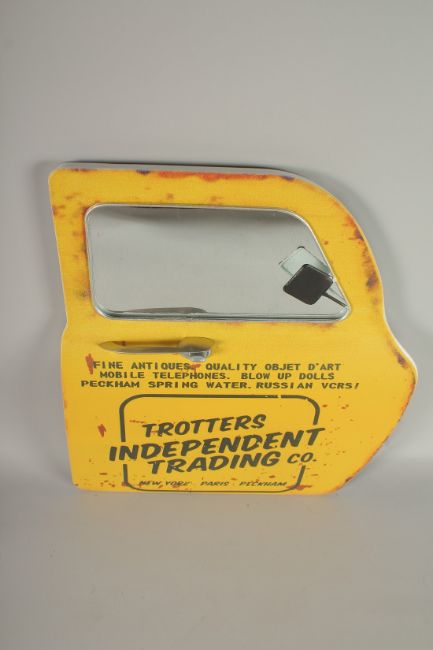 FINE ANTIQUES. QUALITY OBJET D'ART
MOBILE TELEPHONES. BLOW UP DOLLS
PECKHAM SPRING WATER. RUSSIAN VCRS!
TROTTERS
INDEPENDENT
TRADING CO.
NEW YORK - PARIS - PECKHAM